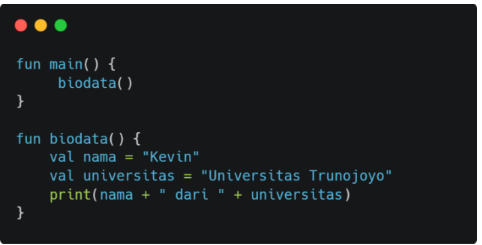 fun main() {
     biodata()
}

fun biodata() {
    val nama = "Kevin"
    val universitas = "Universitas Trunojoyo"
    print(nama + " dari " + universitas)
}